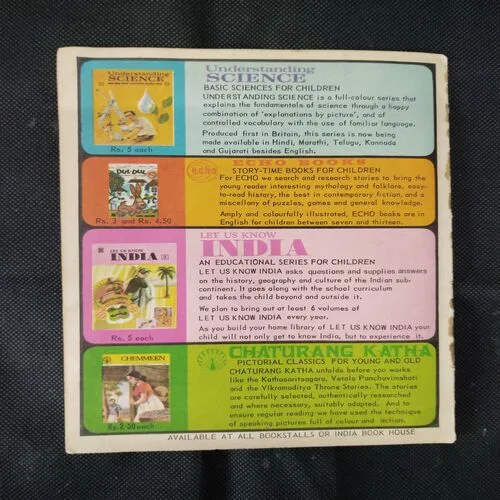 Understanding
SCIENCE
BASIC SCIENCES FOR CHILDREN
UNDERSTANDING SCIENCE is a full-colour series that
explains the fundamentals of science through a happy
combination of 'explanations by picture', and of
controlled vocabulary with the use of familiar language.
Produced first in Britain, this series is now being
made available in Hindi, Marathi, Telugu, Kannada
and Gujarati besides English.
Understanding
SCIENCE
Rs. 5 each
echo
ECHO BOOKS
STORY-TIME BOOKS FOR CHILDREN
For ECHO we search and research stories to bring the
young reader interesting mythology and folklore, easy-
to-read history, the best in contemporary fiction, and a
miscellany of puzzles, games and general knowledge.
Amply and colourfully illustrated, ECHO books are in
English for children between seven and thirteen.
Rs. 3 and Rs. 4.50
LET US KNOW
INDIA
AN EDUCATIONAL SERIES FOR CHILDREN
LET US KNOW INDIA asks questions and supplies answers
on the history, geography and culture of the Indian sub-
continent. It goes along with the school curriculum
and takes the child beyond and outside it.
We plan to bring out at least 6 volumes of
LET US KNOW INDIA every year.
As you build your home library of LET US KNOW INDIA your
child will not only get to know India, but to experience it.
LET US KNOW
INDIA
Rs. 5 each
CHATURANG KATHA
PICTORIAL CLASSICS FOR YOUNG AND OLD
CHATURANG KATHA unfolds before you works
like the Kathasaritsagara, Vetala Panchavimshati
and the Vikramaditya Throne Stories. The stories
are carefully selected, authentically researched
and where necessary, suitably adapted. And to
ensure regular reading we have used the technique
of speaking pictures full of colour and action.
CHEMMEEN
Rs. 2.50 each
AVAILABLE AT ALL BOOKSTALLS OR INDIA BOOK HOUSE